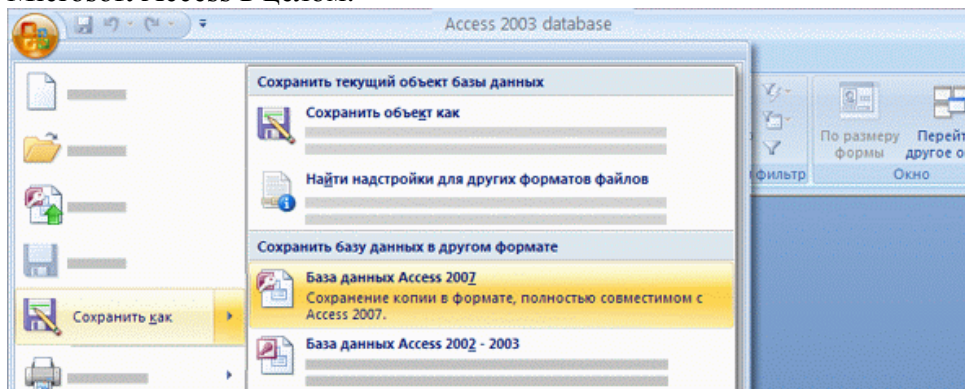 Microsoft Access в целом.
Access 2003 database
Сохранить текущий объект базы данных
Сохранить объект как
Найти надстройки для других форматов файлов
Сохранить базу данных в другом формате
База данных Access 2007
Сохранение копии в формате, полностью совместимом с
Access 2007.
База данных Access 2002 - 2003
Сохранить как
По размеру
формы
Перейт
другое о
фильтр
Окно